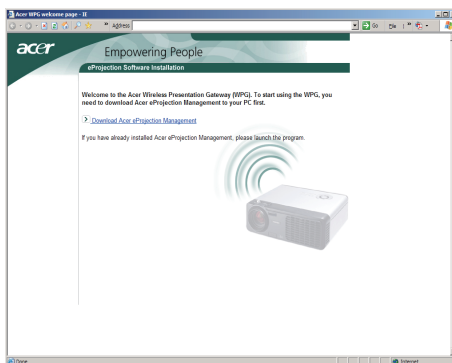 Acer WPG welcome page - II
Address
Go
File
acer
Empowering People
eProjection Software Installation
Welcome to the Acer Wireless Presentation Gateway (WPG). To start using the WPG, you
need to download Acer eProjection Management to your PC first.
Download Acer eProjection Management
If you have already installed Acer eProjection Management, please launch the program.
Done
Internet